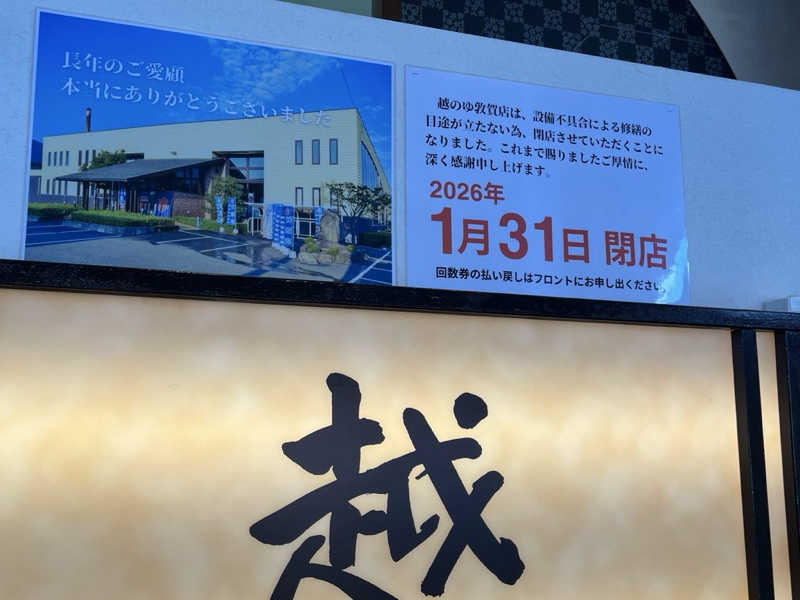 長年のご愛顧
本当にありがとうございました
越のゆ敦賀店は、設備不具合による修繕の
目途が立たない為、閉店させていただくことに
なりました。これまで賜りましたご厚情に、
深く感謝申し上げます。
2026年
1月31日 閉店
回数券の払い戻しはフロントにお申し出ください。
越